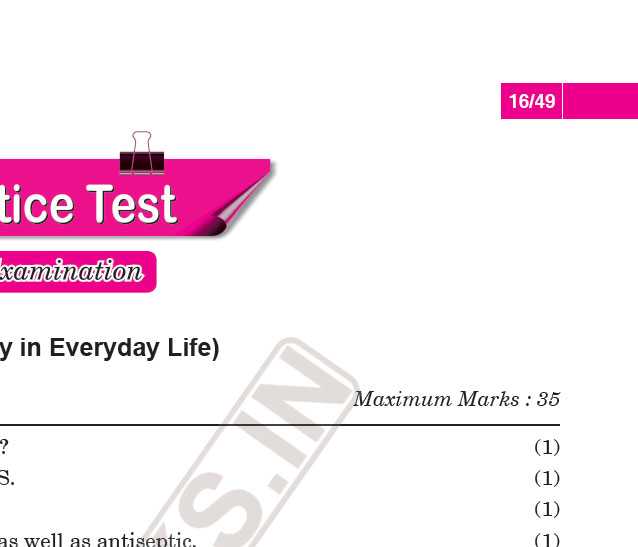 16/49
tice Test
xamination
y in Everyday Life)
Maximum Marks : 35
? (1)
S. (1)
(1)
as well as antiseptic. (1)
S.IN